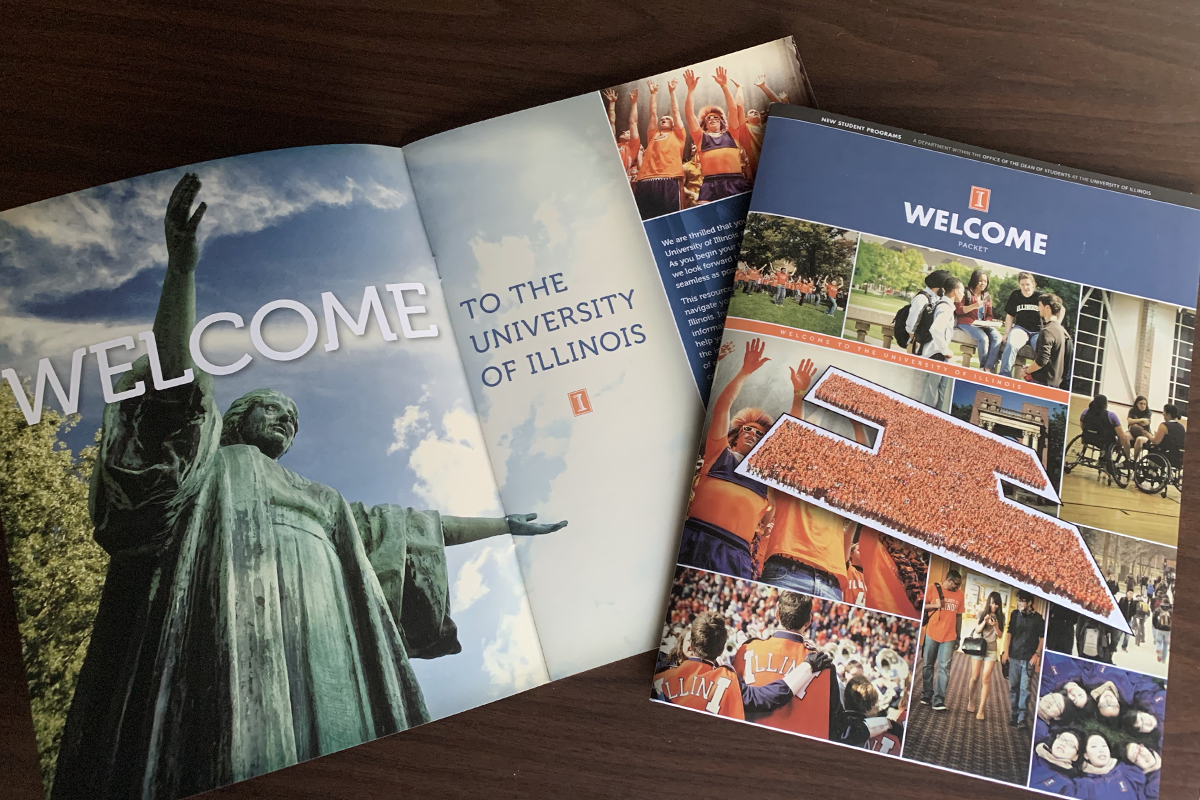 WELCOME
TO THE
UNIVERSITY
OF ILLINOIS
I
We are thrilled that you
University of Illinois
As you begin your
we look forward
seamless as
This resource
navigate
Illinois.
help
NEW STUDENT PROGRAMS
A DEPARTMENT WITHIN THE OFFICE OF THE DEAN OF STUDENTS AT THE UNIVERSITY OF ILLINOIS
I
WELCOME
PACKET
ILLINOIS
WELCOME TO THE UNIVERSITY OF ILLINOIS
I
ILLINI
ILLINI